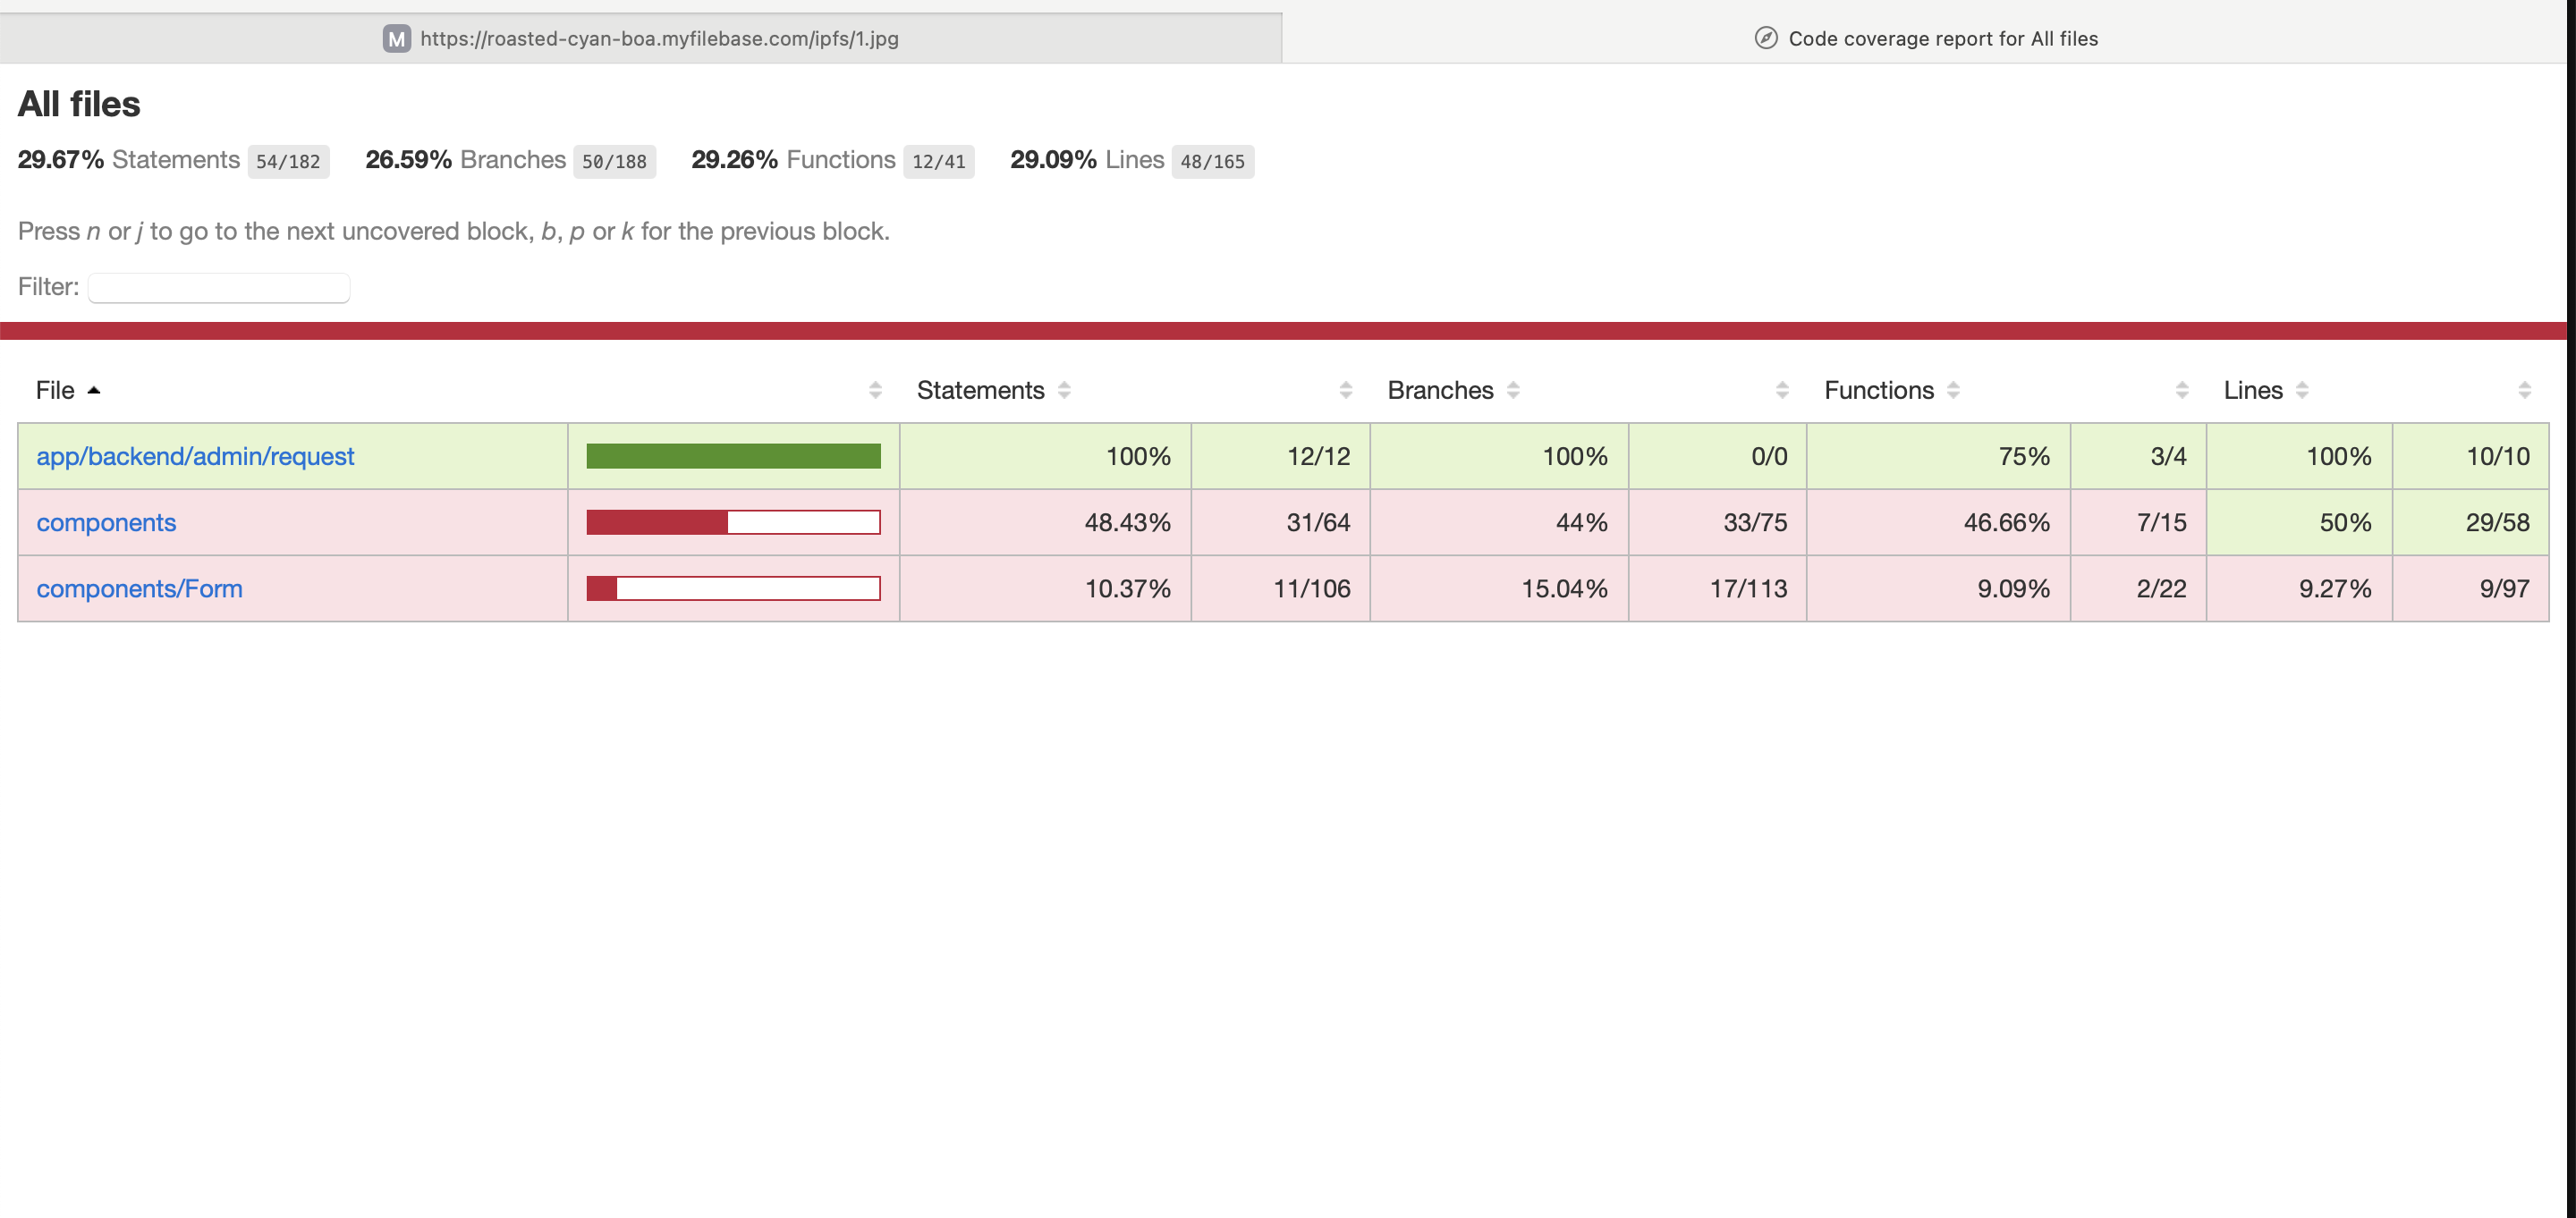 M https://roasted-cyan-boa.myfilebase.com/ipfs/1.jpg Code coverage report for All files
All files
29.67% Statements 54/182 26.59% Branches 50/188 29.26% Functions 12/41 29.09% Lines 48/165
Press n or j to go to the next uncovered block, b, p or k for the previous block.
Filter:
File Statements Branches Functions Lines
app/backend/admin/request 100% 12/12 100% 0/0 75% 3/4 100% 10/10
components 48.43% 31/64 44% 33/75 46.66% 7/15 50% 29/58
components/Form 10.37% 11/106 15.04% 17/113 9.09% 2/22 9.27% 9/97